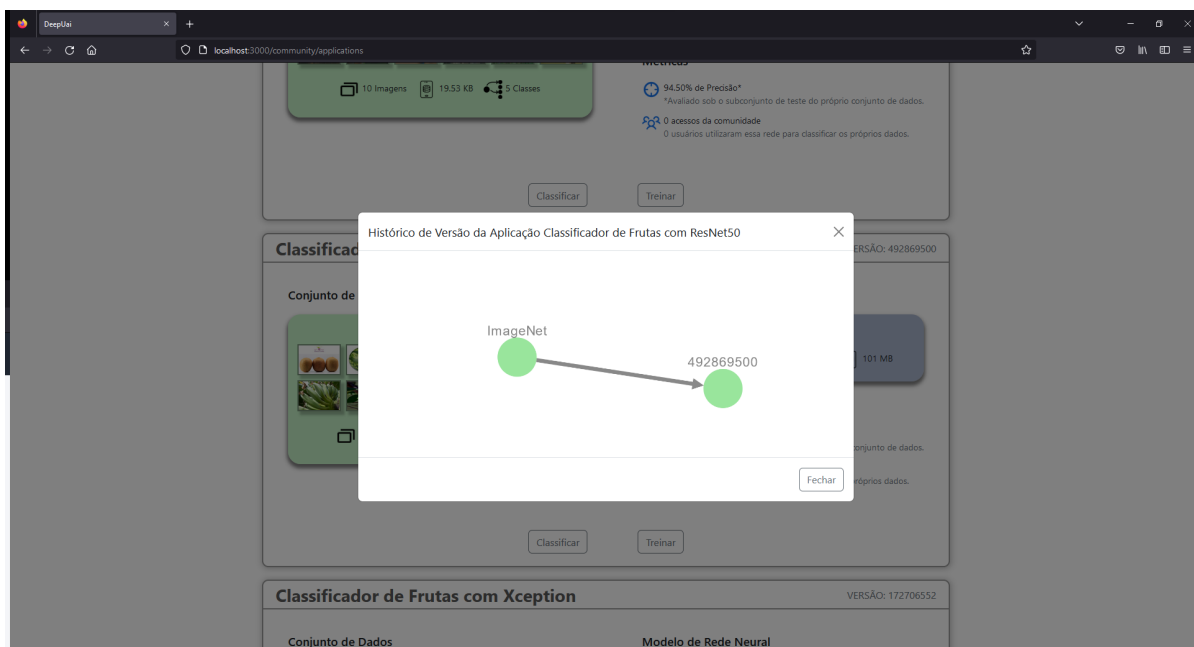 DeepUai
localhost:3000/community/applications
Métricas
10 Imagens 19.53 KB 5 Classes
94.50% de Precisão*
*Avaliado sob o subconjunto de teste do próprio conjunto de dados.
0 acessos da comunidade
0 usuários utilizaram essa rede para classificar os próprios dados.
Classificar Treinar
Histórico de Versão da Aplicação Classificador de Frutas com ResNet50
Classificad
ERSÃO: 492869500
Conjunto de
ImageNet
492869500
101 MB
onjunto de dados.
róprios dados.
Fechar
Classificar Treinar
Classificador de Frutas com Xception
VERSÃO: 172706552
Conjunto de Dados
Modelo de Rede Neural